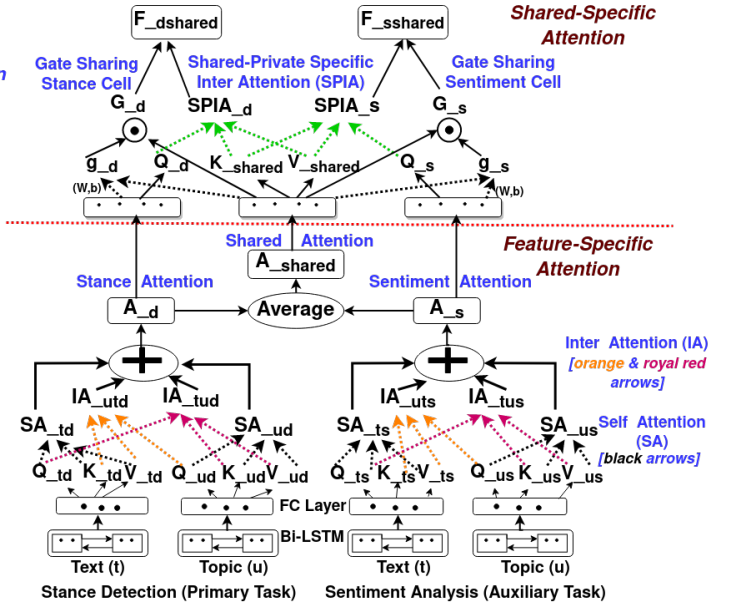 F_dshared
F_sshared
Shared-Specific
Attention
n
Gate Sharing
Stance Cell
Shared-Private Specific
Inter Attention (SPIA)
Gate Sharing
Sentiment Cell
G_d
SPIA_d
SPIA_s
G_s
g_d
Q_d
K_shared
V_shared
Q_s
g_s
(W,b)
(W,b)
Shared Attention
Feature-Specific
Attention
A_shared
Stance Attention
Sentiment Attention
A_d
Average
A_s
Inter Attention (IA)
[orange & royal red
arrows]
IA_utd
IA_tud
IA_uts
IA_tus
SA_td
SA_ud
SA_ts
SA_us
Self Attention
(SA)
[black arrows]
Q_td
K_td
V_td
Q_ud
K_ud
V_ud
Q_ts
K_ts
V_ts
Q_us
K_us
V_us
FC Layer
Bi-LSTM
Text (t)
Topic (u)
Text (t)
Topic (u)
Stance Detection (Primary Task)
Sentiment Analysis (Auxiliary Task)